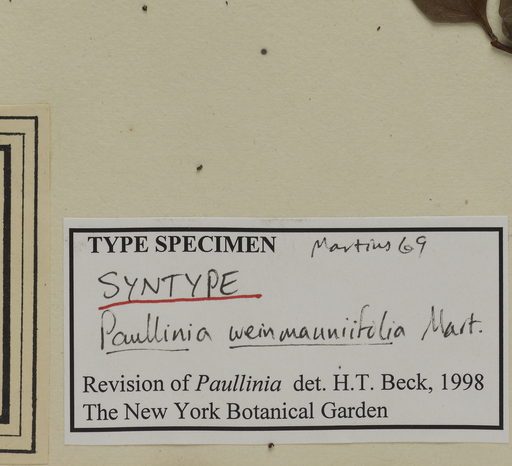 TYPE SPECIMEN Martius 69
SYNTYPE
Paullinia weinmanniifolia Mart.
Revision of Paullinia det. H.T. Beck, 1998
The New York Botanical Garden